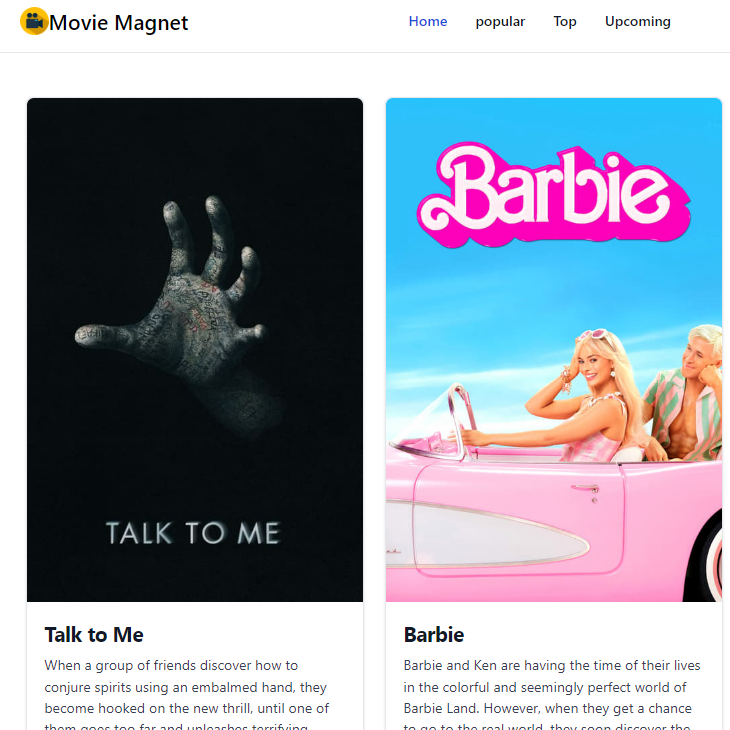 Movie Magnet
Home popular Top Upcoming
TALK TO ME
Barbie
Talk to Me
When a group of friends discover how to
conjure spirits using an embalmed hand, they
become hooked on the new thrill, until one of
them goes too far and unleashes terrifying
Barbie
Barbie and Ken are having the time of their lives
in the colorful and seemingly perfect world of
Barbie Land. However, when they get a chance
to go to the real world, they soon discover the